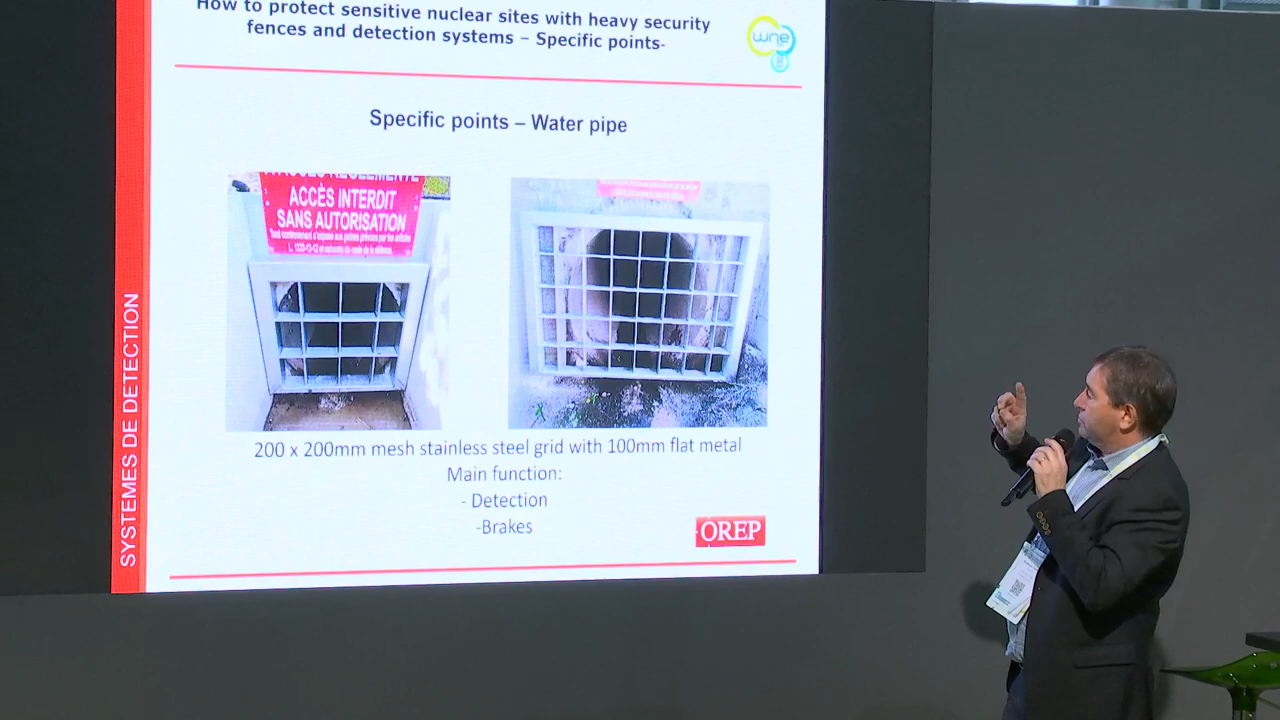 How to protect sensitive nuclear sites with heavy security
fences and detection systems – Specific points-
wne
Specific points – Water pipe
ACCÈS INTERDIT
SANS AUTORISATION
200 x 200mm mesh stainless steel grid with 100mm flat metal
Main function:
- Detection
-Brakes
OREP
SYSTEMES DE DETECTION